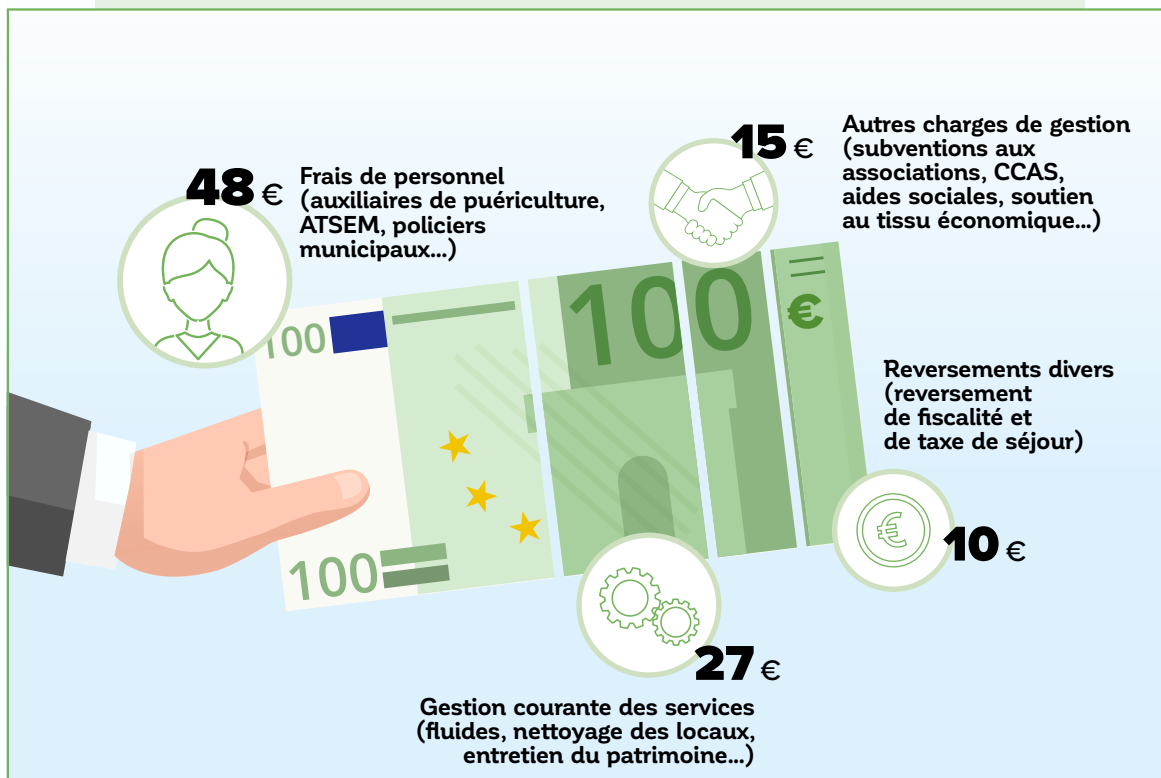 48 €
Frais de personnel
(auxiliaires de puériculture,
ATSEM, policiers
municipaux...)
15 €
Autres charges de gestion
(subventions aux
associations, CCAS,
aides sociales, soutien
au tissu économique...)
100
100
€
100
Reversements divers
(reversement
de fiscalité et
de taxe de séjour)
€
10 €
27 €
Gestion courante des services
(fluides, nettoyage des locaux,
entretien du patrimoine...)